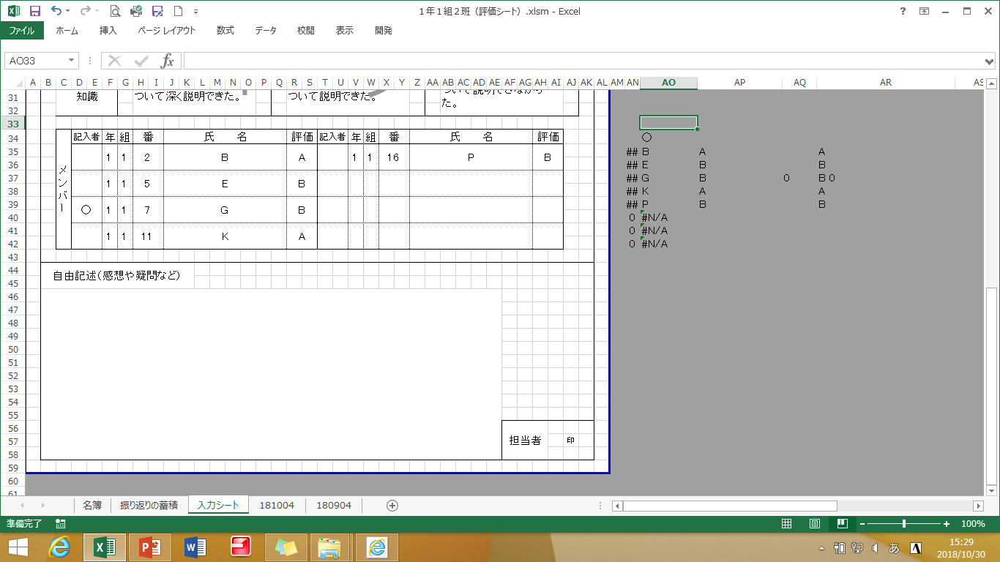 １年１組２班（評価シート）.xlsm - Excel
ファイル ホーム 挿入 ページ レイアウト 数式 データ 校閲 表示 開発
AO33 fx
A B C D E F G H I J K L M N O P Q R S T U V W X Y Z AA AB AC AD AE AF AG AH AI AJ AK AL AM AN AO AP AQ AR AS
31 知識 ついて深く説明できた。 ついて説明できた。 ついて説明できなかっ
32 た。
33
34 記入者 年 組 番 氏 名 評価 記入者 年 組 番 氏 名 評価 ○
35 1 1 2 B A 1 1 16 P B ## B A A
36 ## E B B
37 1 1 5 E B ## G B 0 B 0
38 ## K A A
39 ○ 1 1 7 G B ## P B B
40 0 #N/A
41 1 1 11 K A 0 #N/A
42 0 #N/A
メンバー
43
44 自由記述（感想や疑問など）
45
46
47
48
49
50
51
52
53
54
55
56
57 担当者 印
58
59
60
61
名簿 振り返りの蓄積 入力シート 181004 180904
準備完了 100%
あ A 15:29
2018/10/30